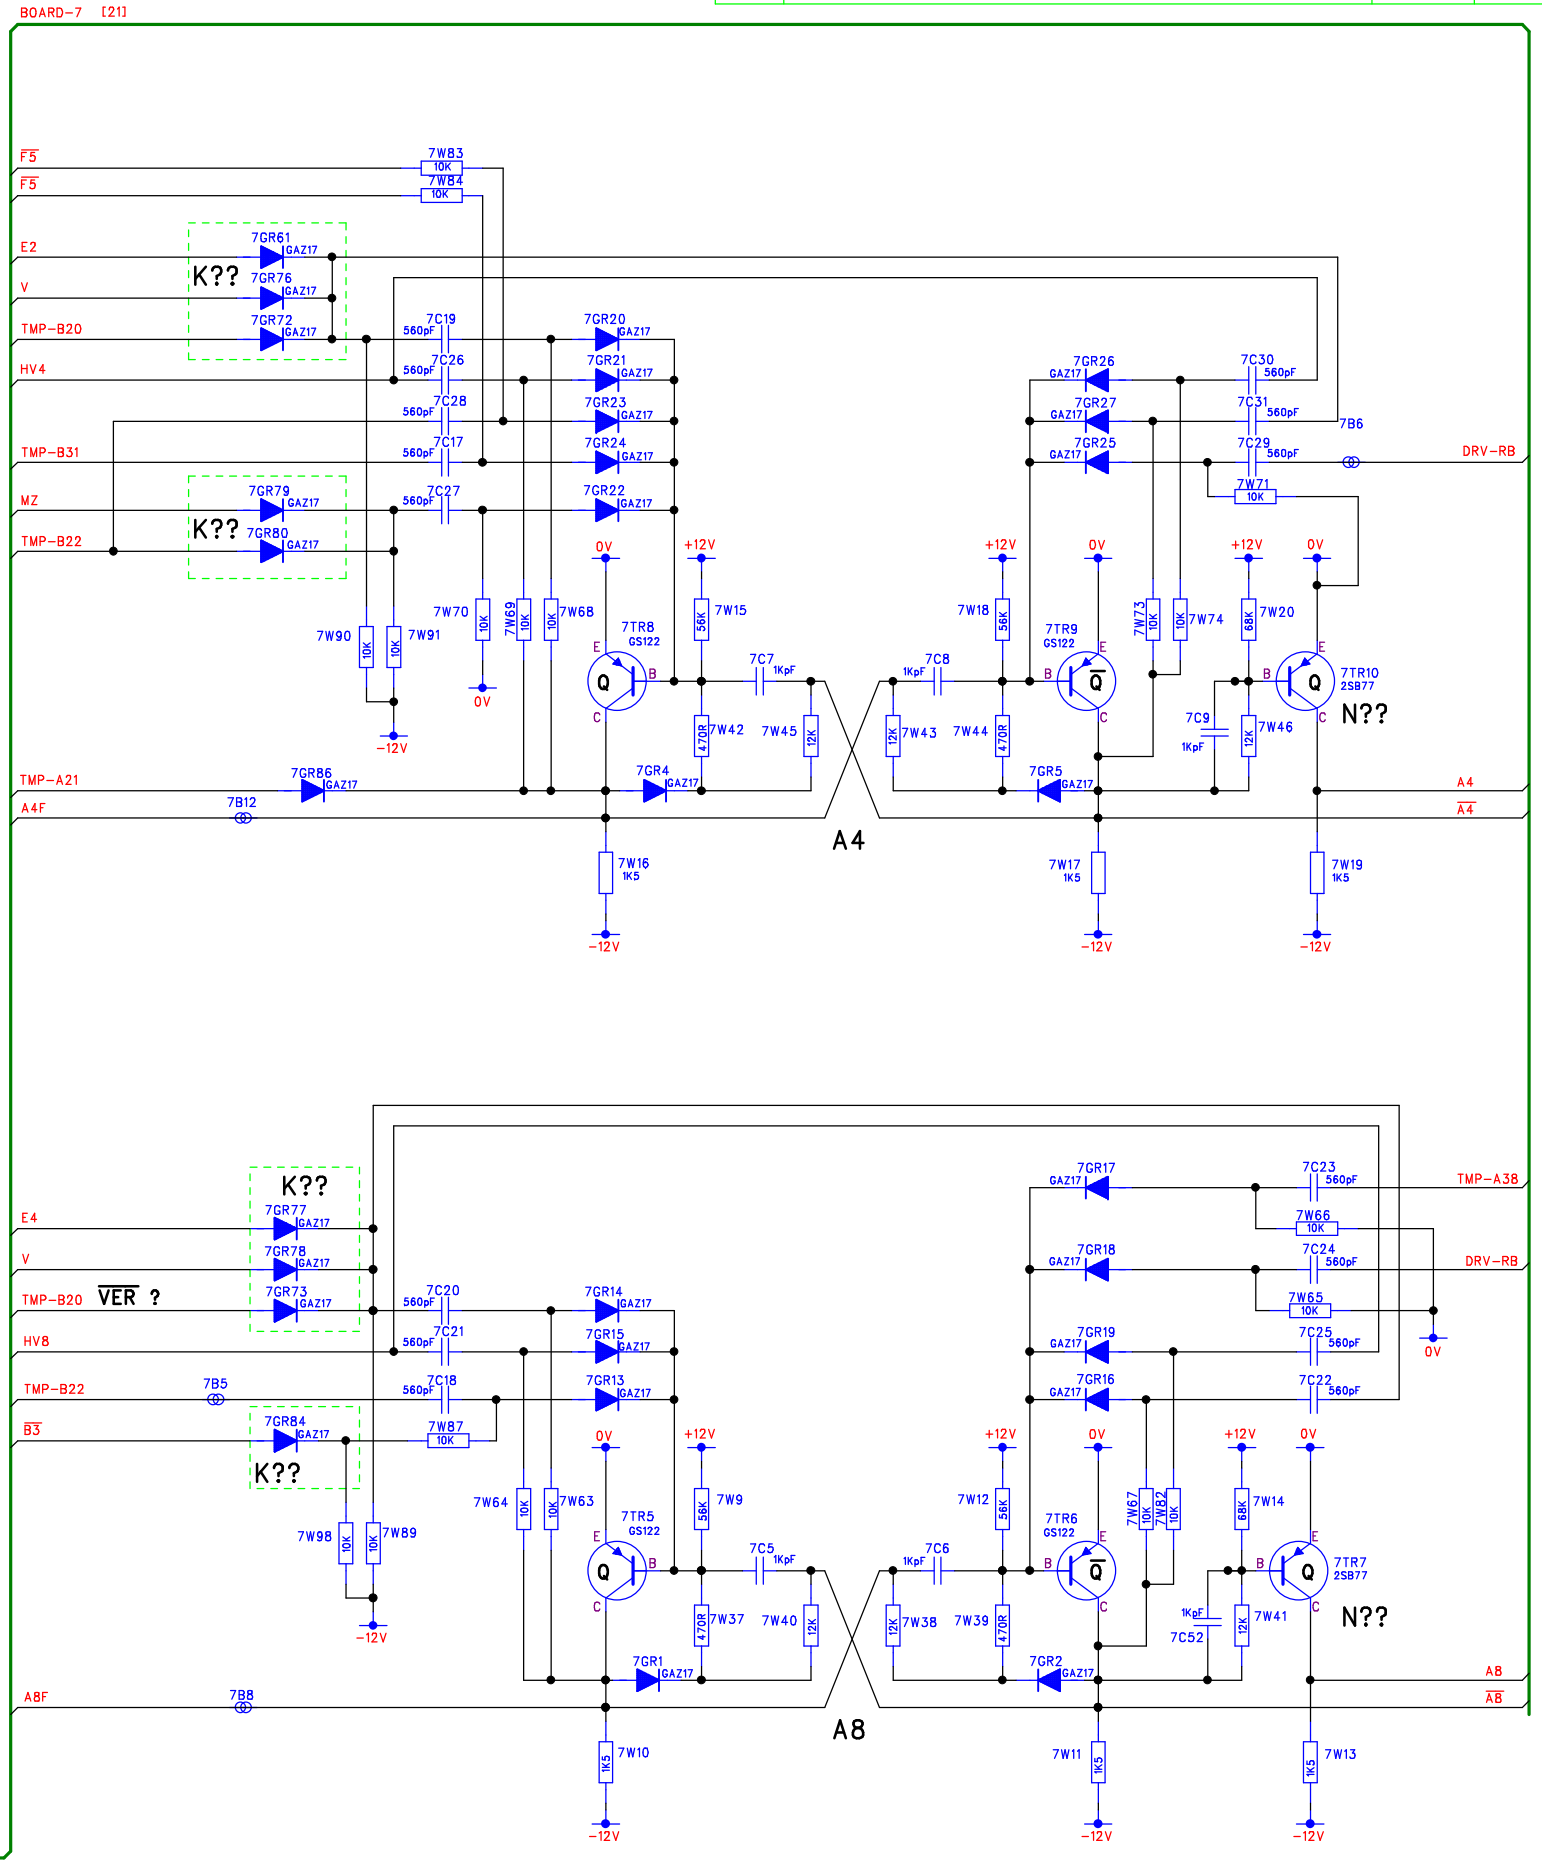 BOARD-7 [21]
F5
7W83
10K
F5
7W84
10K
E2
7GR61
GAZ17
K??
V
7GR76
GAZ17
TMP-B20
7GR72
GAZ17
7C19
560pF
7GR20
GAZ17
HV4
7C26
560pF
7GR21
GAZ17
7GR26
GAZ17
7C30
560pF
7C28
560pF
7GR23
GAZ17
7GR27
GAZ17
7C31
560pF
7B6
TMP-B31
7C17
560pF
7GR24
GAZ17
7GR25
GAZ17
7C29
560pF
DRV-RB
7W71
10K
MZ
7GR79
GAZ17
7C27
560pF
7GR22
GAZ17
K??
TMP-B22
7GR80
GAZ17
0V
+12V
+12V
0V
+12V
0V
7W90
10K
7W91
10K
7W70
10K
7W69
10K
7W68
10K
0V
-12V
7TR8
GS122
E
B
C
Q
7W15
56K
7C7
1KpF
7W42
470R
7W45
12K
7C8
1KpF
7W43
12K
7W44
470R
7W18
56K
7TR9
GS122
E
B
C
Q
7W73
10K
7W74
10K
7W20
68K
7C9
1KpF
7W46
12K
7TR10
2SB77
E
B
C
Q
N??
TMP-A21
7GR86
GAZ17
7GR4
GAZ17
7GR5
GAZ17
A4
A4F
7B12
A4
A4
7W16
1K5
7W17
1K5
7W19
1K5
-12V
-12V
-12V
K??
7GR17
GAZ17
7C23
560pF
TMP-A38
E4
7GR77
GAZ17
7W66
10K
V
7GR78
GAZ17
7GR18
GAZ17
7C24
560pF
DRV-RB
TMP-B20 VER ?
7GR73
GAZ17
7C20
560pF
7GR14
GAZ17
7W65
10K
HV8
7C21
560pF
7GR15
GAZ17
7GR19
GAZ17
7C25
560pF
0V
TMP-B22
7B5
7C18
560pF
7GR13
GAZ17
7GR16
GAZ17
7C22
560pF
B3
7GR84
GAZ17
7W87
10K
K??
0V
+12V
+12V
0V
+12V
0V
7W98
10K
7W89
10K
-12V
7W64
10K
7W63
10K
7TR5
GS122
E
B
C
Q
7W9
56K
7C5
1KpF
7W37
470R
7W40
12K
7C6
1KpF
7W38
12K
7W39
470R
7W12
56K
7TR6
GS122
E
B
C
Q
7W67
10K
7W82
10K
7W14
68K
1KpF
7C52
7W41
12K
7TR7
2SB77
E
B
C
Q
N??
7GR1
GAZ17
7GR2
GAZ17
A8
A8F
7B8
A8
A8
7W10
1K5
7W11
1K5
7W13
1K5
-12V
-12V
-12V